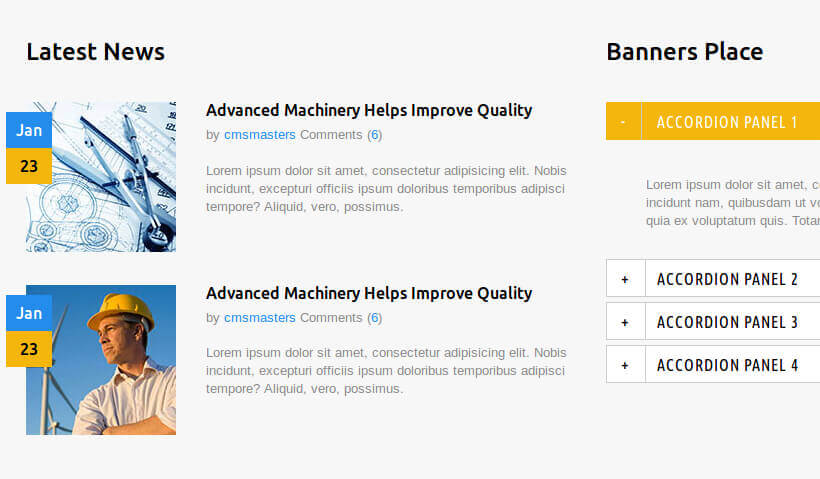 Latest News
Jan
23
Advanced Machinery Helps Improve Quality
by cmsmasters Comments (6)
Lorem ipsum dolor sit amet, consectetur adipisicing elit. Nobis
incidunt, excepturi officiis ipsum doloribus temporibus adipisci
tempore? Aliquid, vero, possimus.
Jan
23
Advanced Machinery Helps Improve Quality
by cmsmasters Comments (6)
Lorem ipsum dolor sit amet, consectetur adipisicing elit. Nobis
incidunt, excepturi officiis ipsum doloribus temporibus adipisci
tempore? Aliquid, vero, possimus.
Banners Place
- ACCORDION PANEL 1
Lorem ipsum dolor sit amet,
incidunt nam, quibusdam ut
quia ex voluptatum quis.
+ ACCORDION PANEL 2
+ ACCORDION PANEL 3
+ ACCORDION PANEL 4